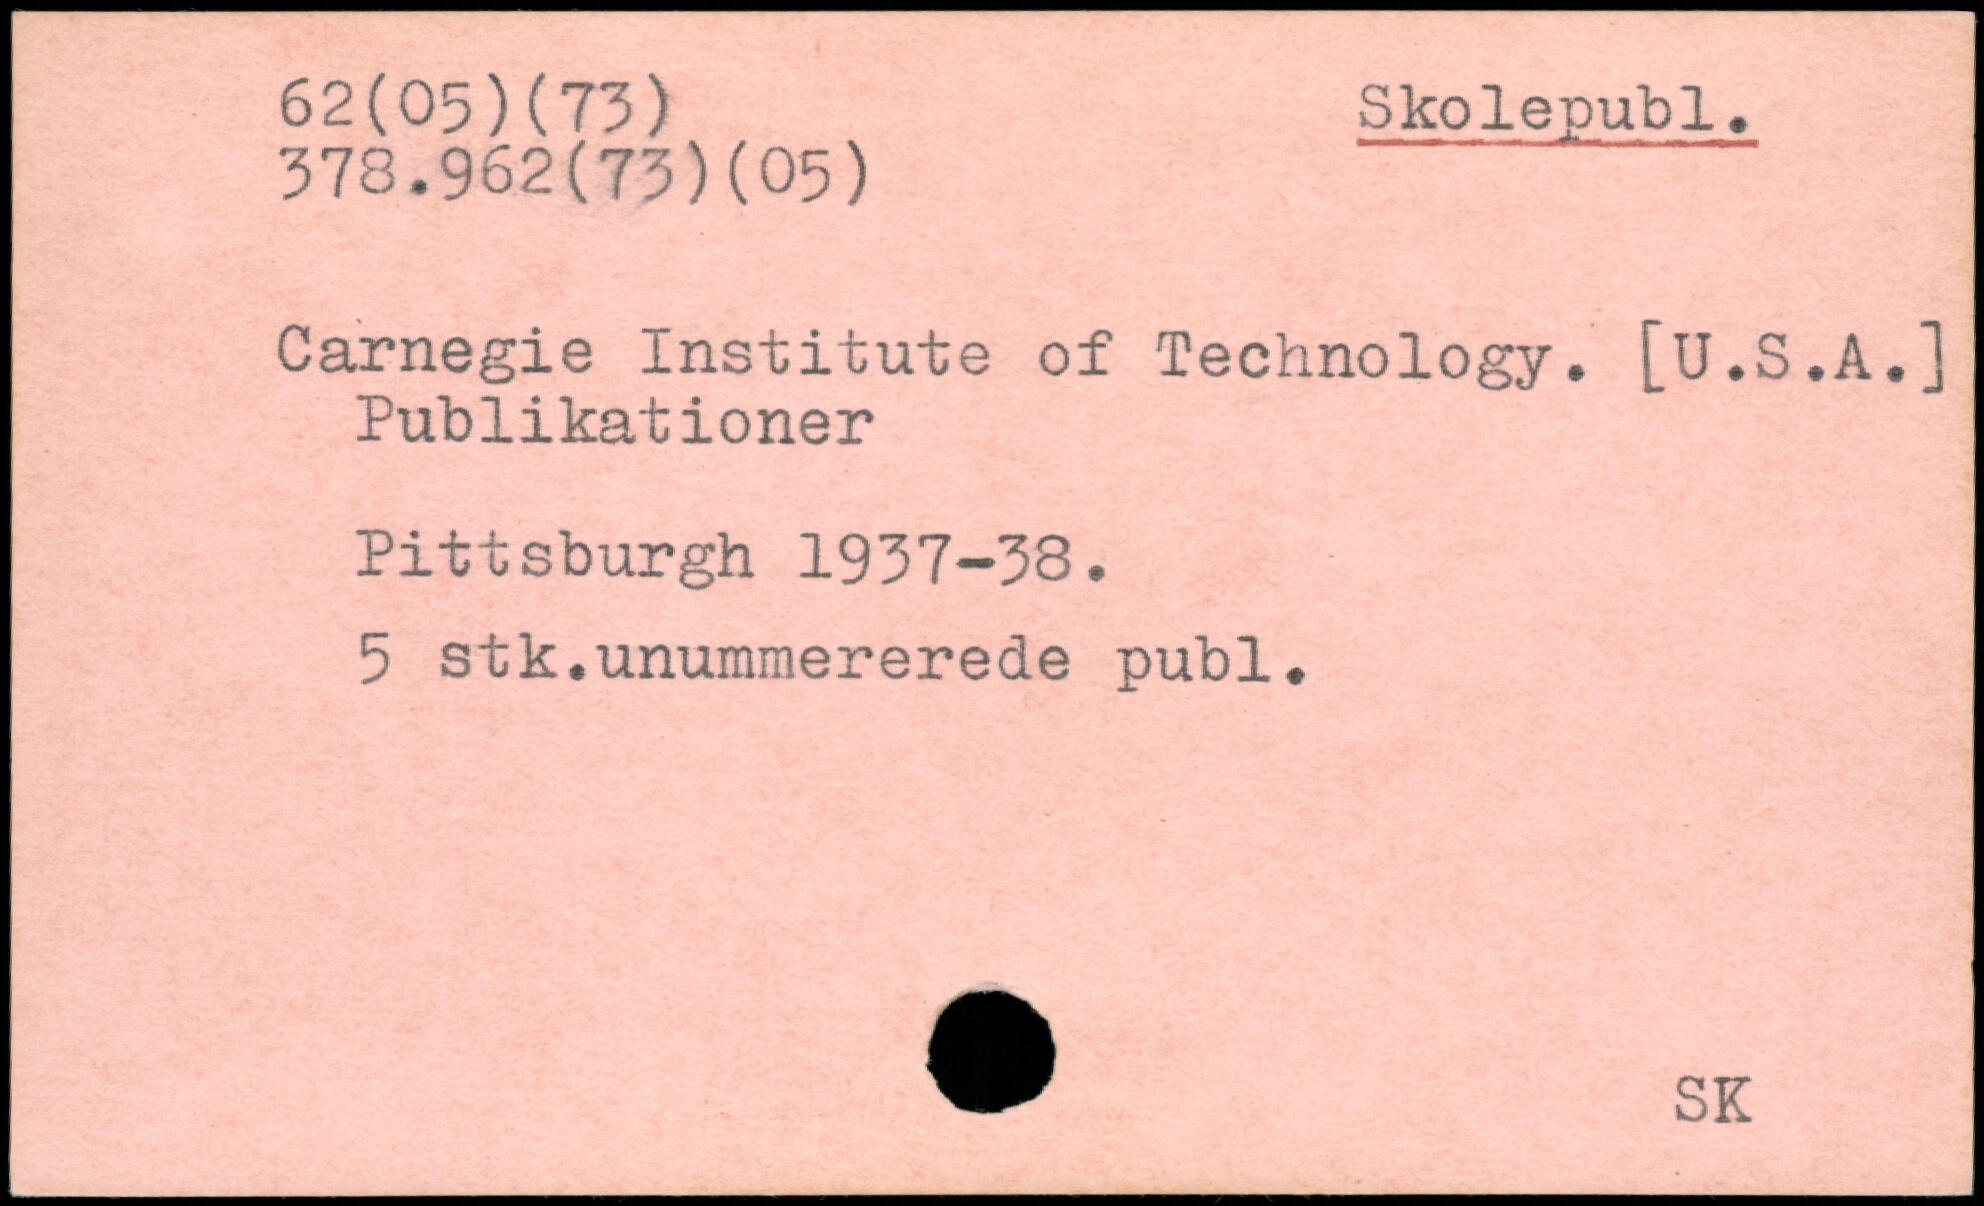 62(05)(73)
Skolepubl.
378.962(73)(05)
Carnegie Institute of Technology. [U.S.A.]
Publikationer
Pittsburgh 1937-38.
5 stk.unummererede publ.
SK